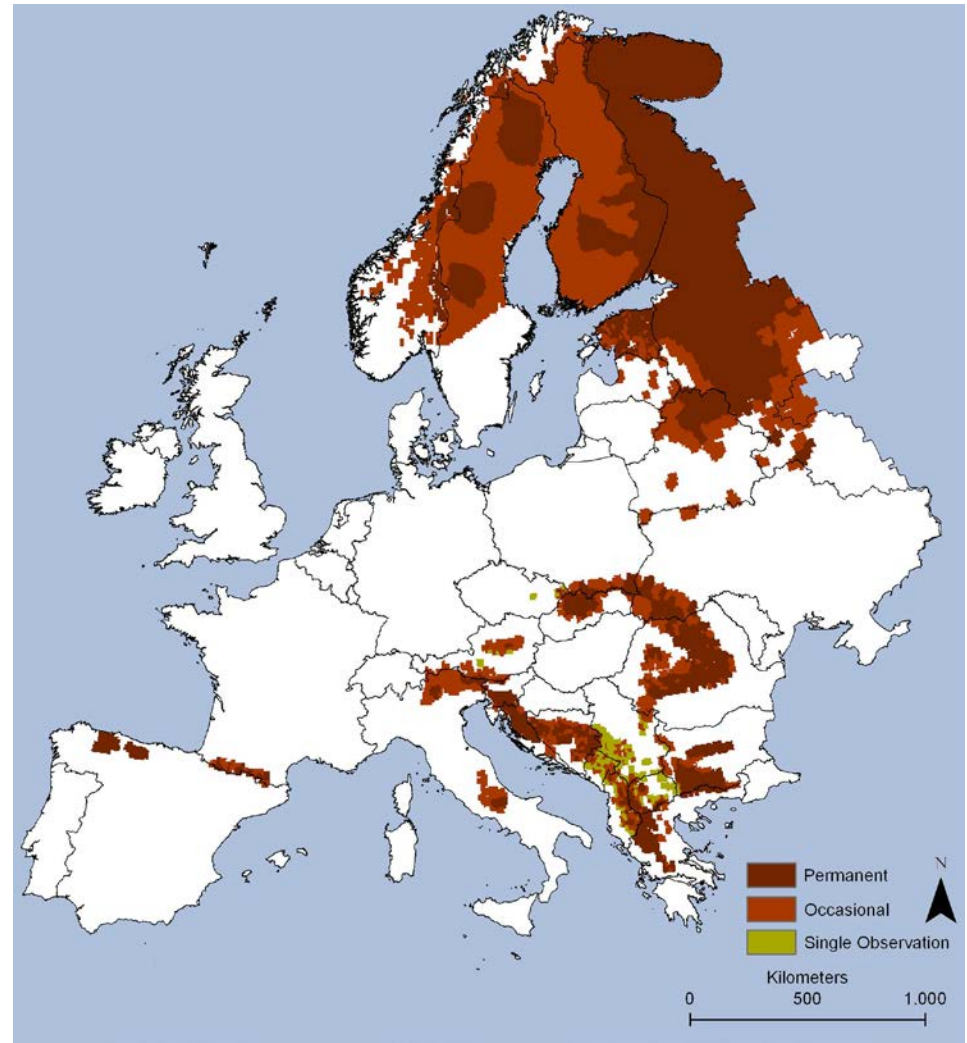 Permanent
N
Occasional
Single Observation
Kilometers
0 500 1.000